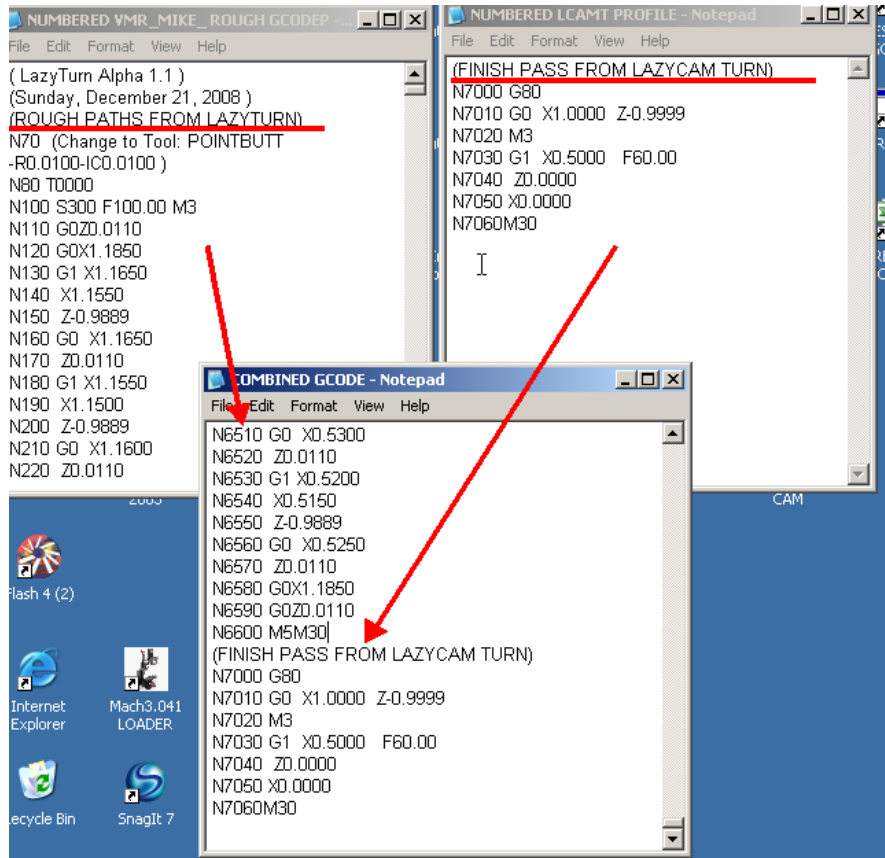 NUMBERED VMR_MIKE_ROUGH GCODEP -...
File Edit Format View Help
( LazyTurn Alpha 1.1 )
(Sunday, December 21, 2008 )
(ROUGH PATHS FROM LAZYTURN)
N70 (Change to Tool: POINTBUTT
-R0.0100-IC0.0100 )
N80 T0000
N100 S300 F100.00 M3
N110 G0Z0.0110
N120 G0X1.1850
N130 G1 X1.1650
N140 X1.1550
N150 Z-0.9889
N160 G0 X1.1650
N170 Z0.0110
N180 G1 X1.1550
N190 X1.1500
N200 Z-0.9889
N210 G0 X1.1600
N220 Z0.0110
NUMBERED LCAMT PROFILE - Notepad
File Edit Format View Help
(FINISH PASS FROM LAZYCAM TURN)
N7000 G80
N7010 G0 X1.0000 Z-0.9999
N7020 M3
N7030 G1 X0.5000 F60.00
N7040 Z0.0000
N7050 X0.0000
N7060M30
COMBINED GCODE - Notepad
File Edit Format View Help
N6510 G0 X0.5300
N6520 Z0.0110
N6530 G1 X0.5200
N6540 X0.5150
N6550 Z-0.9889
N6560 G0 X0.5250
N6570 Z0.0110
N6580 G0X1.1850
N6590 G0Z0.0110
N6600 M5M30
(FINISH PASS FROM LAZYCAM TURN)
N7000 G80
N7010 G0 X1.0000 Z-0.9999
N7020 M3
N7030 G1 X0.5000 F60.00
N7040 Z0.0000
N7050 X0.0000
N7060M30
CAM
Flash 4 (2)
Internet
Explorer
Mach3.041
LOADER
Recycle Bin
SnagIt 7